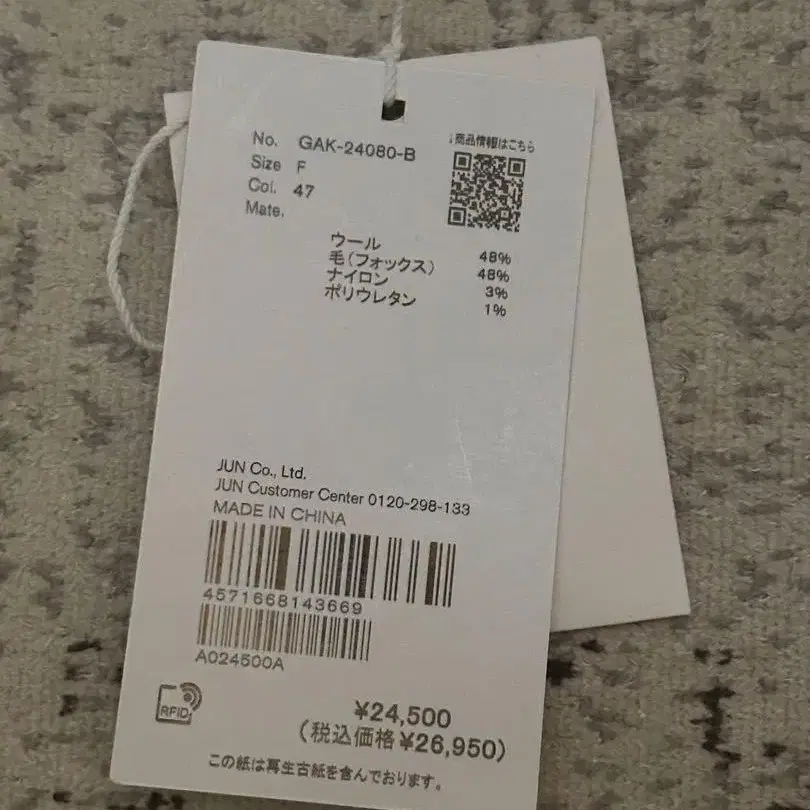 No. GAK-24080-B
↓商品情報はこちら
Size F
Col. 47
Mate.
ウール 48%
毛(フォックス) 48%
ナイロン 3%
ポリウレタン 1%
JUN Co., Ltd.
JUN Customer Center 0120-298-133
MADE IN CHINA
4571668143669
A024500A
RFID
¥24,500
(税込価格¥26,950)
この紙は再生古紙を含んでおります。